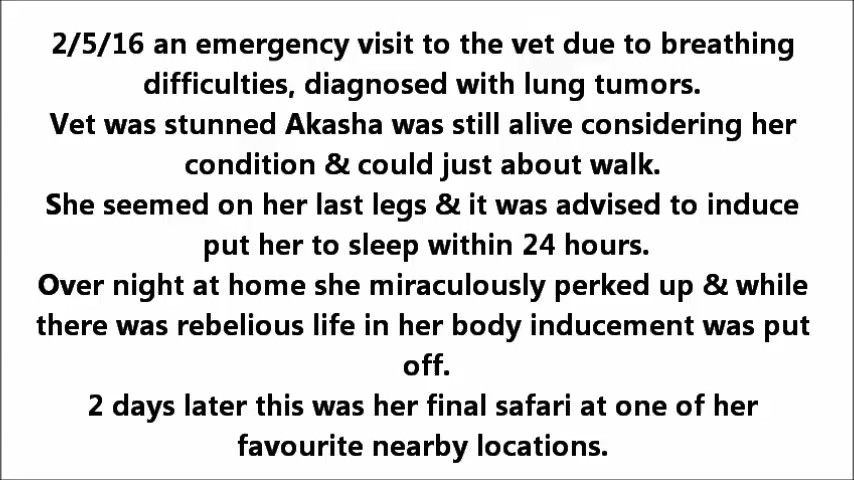 2/5/16 an emergency visit to the vet due to breathing
difficulties, diagnosed with lung tumors.
Vet was stunned Akasha was still alive considering her
condition & could just about walk.
She seemed on her last legs & it was advised to induce
put her to sleep within 24 hours.
Over night at home she miraculously perked up & while
there was rebelious life in her body inducement was put
off.
2 days later this was her final safari at one of her
favourite nearby locations.